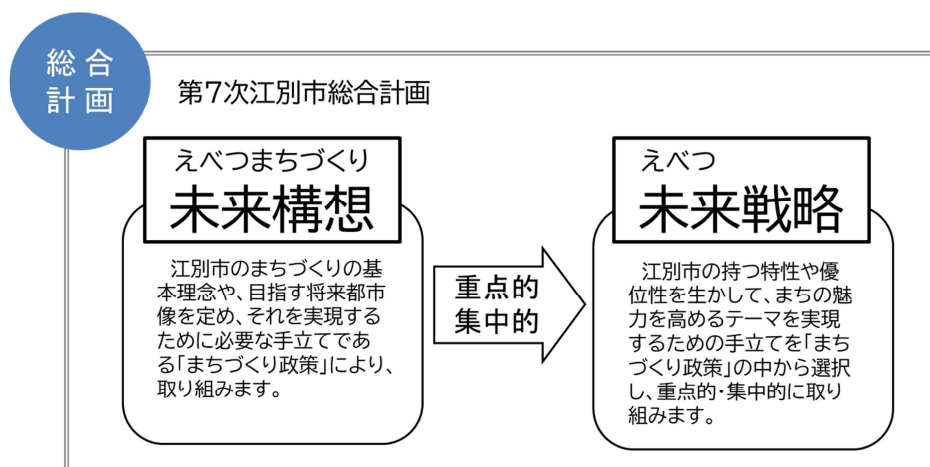 総合
計画
第7次江別市総合計画
えべつまちづくり
未来構想
江別市のまちづくりの基
本理念や、目指す将来都市
像を定め、それを実現する
ために必要な手立てであ
る「まちづくり政策」により、
取り組みます。
重点的
集中的
えべつ
未来戦略
江別市の持つ特性や優
位性を生かして、まちの魅
力を高めるテーマを実現
するための手立てを「まち
づくり政策」の中から選択
し、重点的・集中的に取り
組みます。